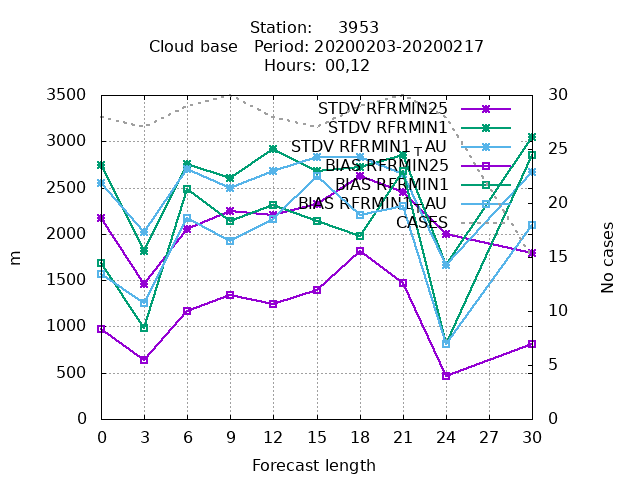 Station: 3953
Cloud base Period: 20200203-20200217
Hours: 00,12
3500
3000
2500
2000
1500
1000
500
0
m
30
25
20
15
10
5
0
No cases
STDV RFRMIN25
STDV RFRMIN1
STDV RFRMIN1_AU
BIAS RFRMIN25
BIAS RFRMIN1
BIAS RFRMIN1_AU
CASES
0 3 6 9 12 15 18 21 24 27 30
Forecast length